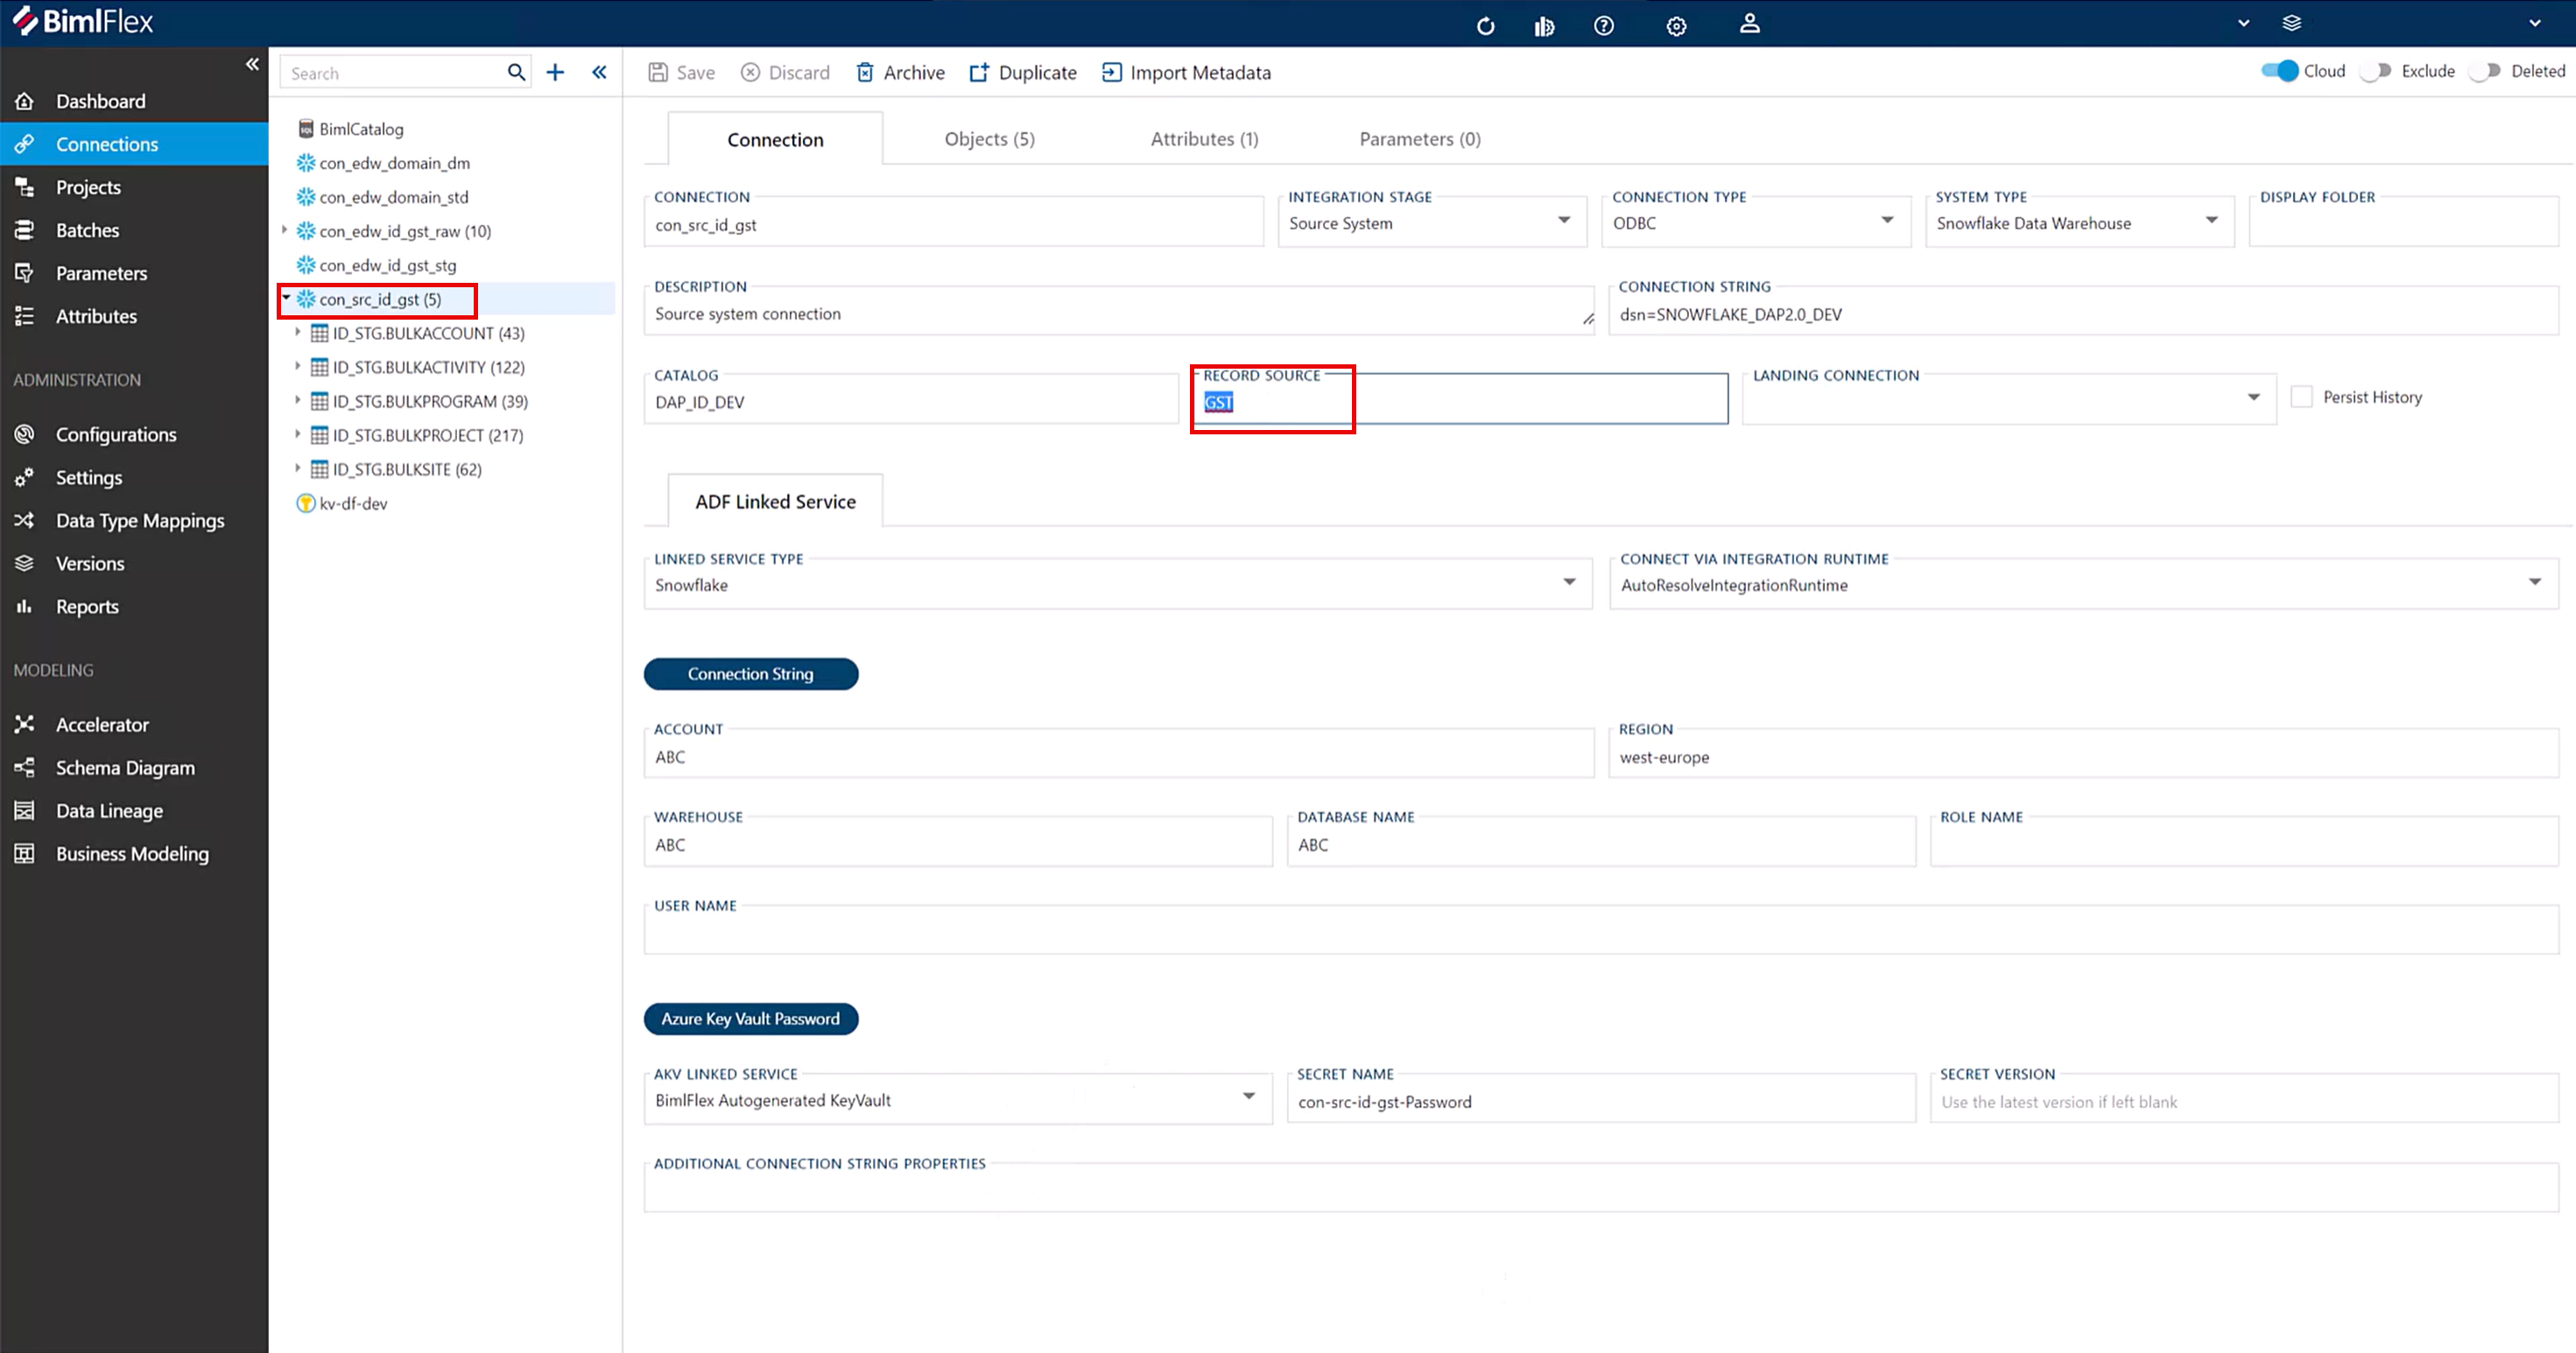 BimlFlex
Dashboard
Connections
Projects
Batches
Parameters
Attributes
ADMINISTRATION
Configurations
Settings
Data Type Mappings
Versions
Reports
MODELING
Accelerator
Schema Diagram
Data Lineage
Business Modeling
Search
BimlCatalog
con_edw_domain_dm
con_edw_domain_std
con_edw_id_gst_raw (10)
con_edw_id_gst_stg
con_src_id_gst (5)
ID_STG.BULKACCOUNT (43)
ID_STG.BULKACTIVITY (122)
ID_STG.BULKPROGRAM (39)
ID_STG.BULKPROJECT (217)
ID_STG.BULKSITE (62)
kv-df-dev
Save Discard Archive Duplicate Import Metadata Cloud Exclude Deleted
Connection Objects (5) Attributes (1) Parameters (0)
CONNECTION INTEGRATION STAGE CONNECTION TYPE SYSTEM TYPE DISPLAY FOLDER
con_src_id_gst Source System ODBC Snowflake Data Warehouse
DESCRIPTION CONNECTION STRING
Source system connection dsn=SNOWFLAKE_DAP2.0_DEV
CATALOG RECORD SOURCE LANDING CONNECTION
DAP_ID_DEV GST Persist History
ADF Linked Service
LINKED SERVICE TYPE CONNECT VIA INTEGRATION RUNTIME
Snowflake AutoResolveIntegrationRuntime
Connection String
ACCOUNT REGION
ABC west-europe
WAREHOUSE DATABASE NAME ROLE NAME
ABC ABC
USER NAME
Azure Key Vault Password
AKV LINKED SERVICE SECRET NAME SECRET VERSION
BimlFlex Autogenerated KeyVault con-src-id-gst-Password Use the latest version if left blank
ADDITIONAL CONNECTION STRING PROPERTIES